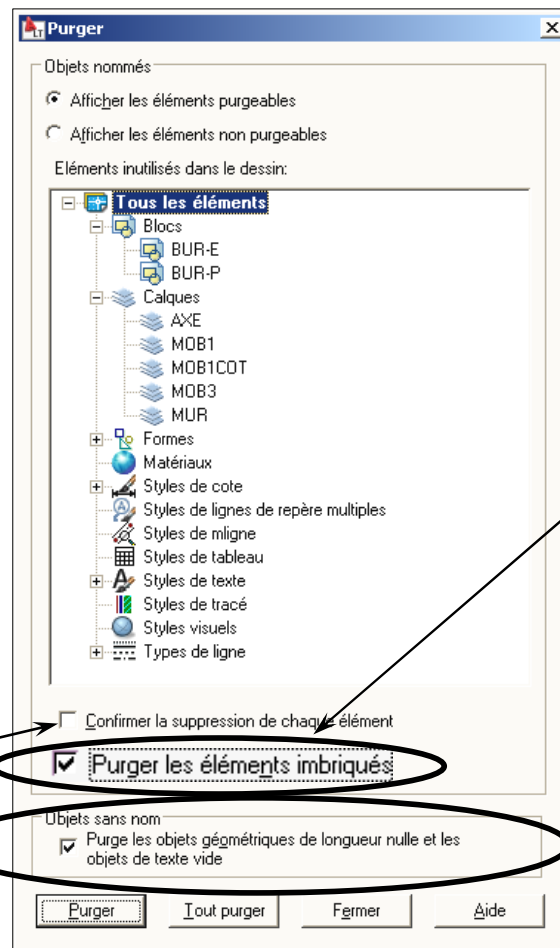 Purger
Objets nommés
Afficher les éléments purgeables
Afficher les éléments non purgeables
Eléments inutilisés dans le dessin:
Tous les éléments
Blocs
BUR-E
BUR-P
Calques
AXE
MOB1
MOB1COT
MOB3
MUR
Formes
Matériaux
Styles de cote
Styles de lignes de repère multiples
Styles de mligne
Styles de tableau
Styles de texte
Styles de tracé
Styles visuels
Types de ligne
Confirmer la suppression de chaque élément
Purger les éléments imbriqués
Objets sans nom
Purge les objets géométriques de longueur nulle et les
objets de texte vide
Purger Tout purger Fermer Aide